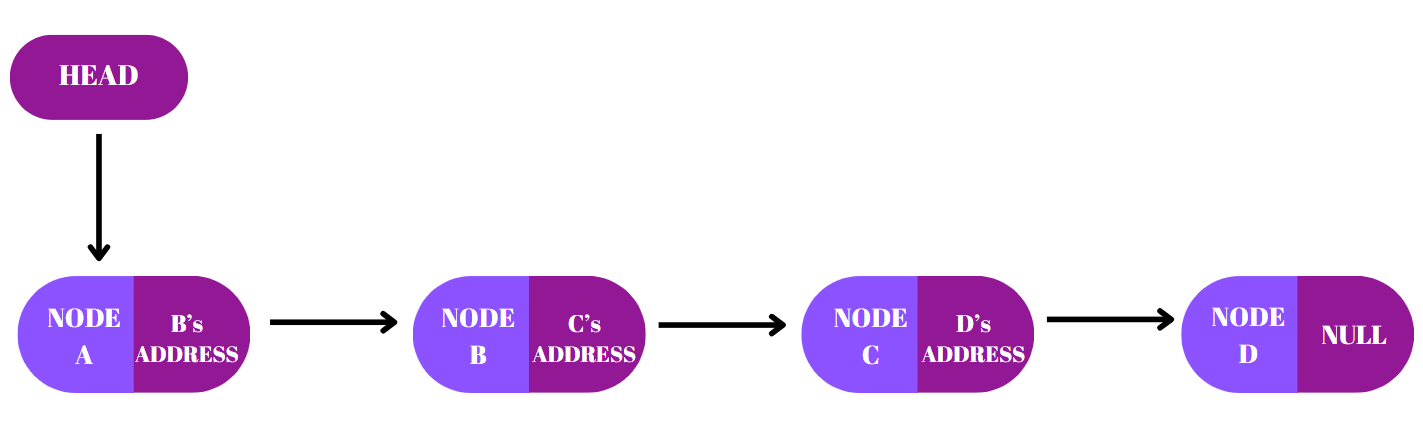 HEAD
NODE
A
B’s
ADDRESS
NODE
B
C’s
ADDRESS
NODE
C
D’s
ADDRESS
NODE
D
NULL